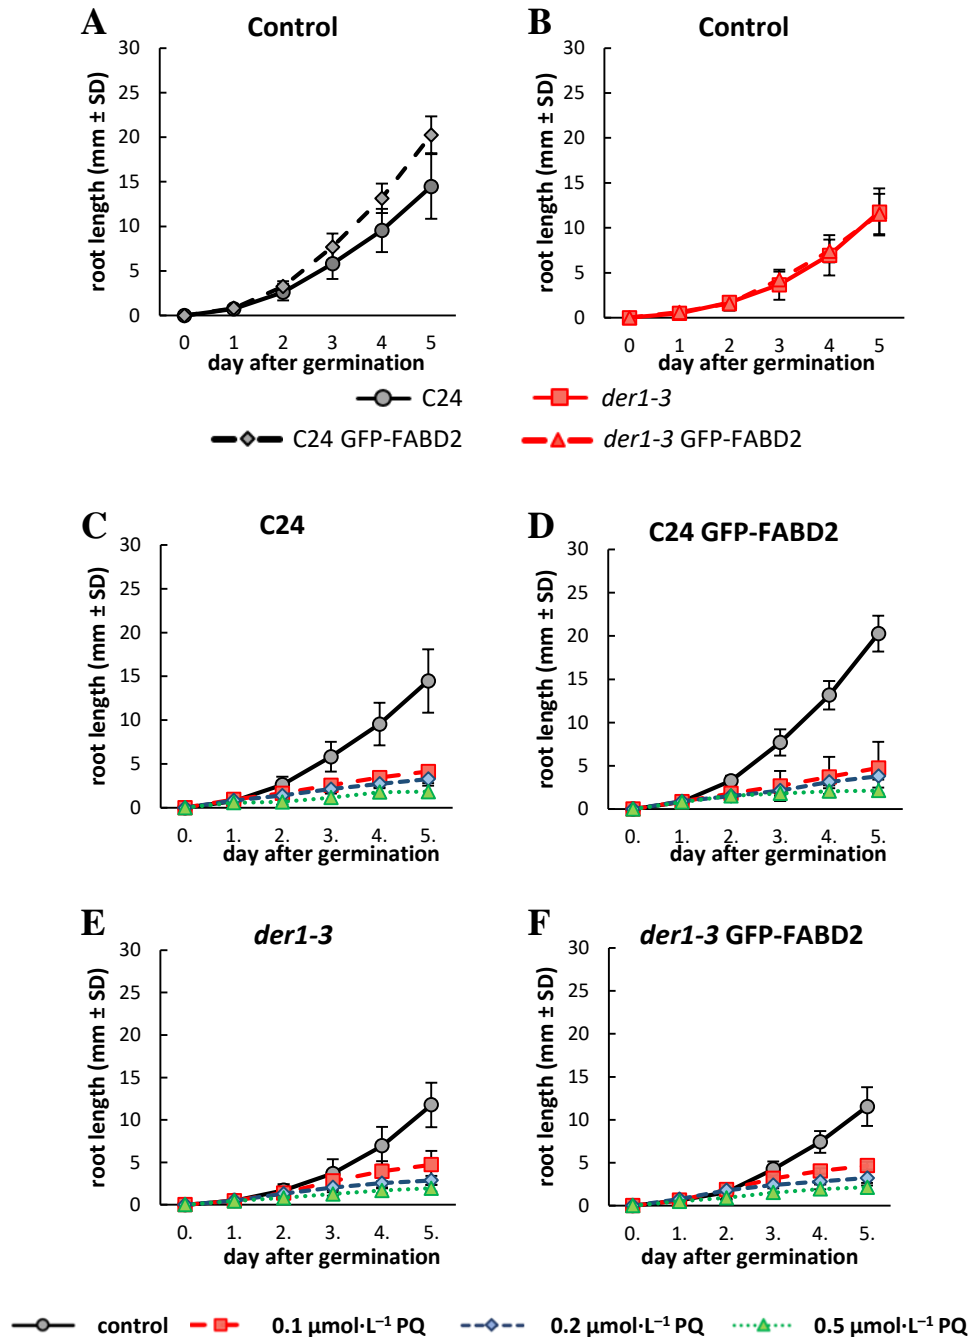 A
Control
root length (mm ± SD)
30
25
20
15
10
5
0
0 1 2 3 4 5
day after germination
B
Control
root length (mm ± SD)
30
25
20
15
10
5
0
0 1 2 3 4 5
day after germination
C24
der1-3
C24 GFP-FABD2
der1-3 GFP-FABD2
C
C24
root length (mm ± SD)
30
25
20
15
10
5
0
0. 1. 2. 3. 4. 5.
day after germination
D
C24 GFP-FABD2
root length (mm ± SD)
30
25
20
15
10
5
0
0. 1. 2. 3. 4. 5.
day after germination
E
der1-3
root length (mm ± SD)
30
25
20
15
10
5
0
0. 1. 2. 3. 4. 5.
day after germination
F
der1-3 GFP-FABD2
root length (mm ± SD)
30
25
20
15
10
5
0
0. 1. 2. 3. 4. 5.
day after germination
control 0.1 µmol·L⁻¹ PQ 0.2 µmol·L⁻¹ PQ 0.5 µmol·L⁻¹ PQ